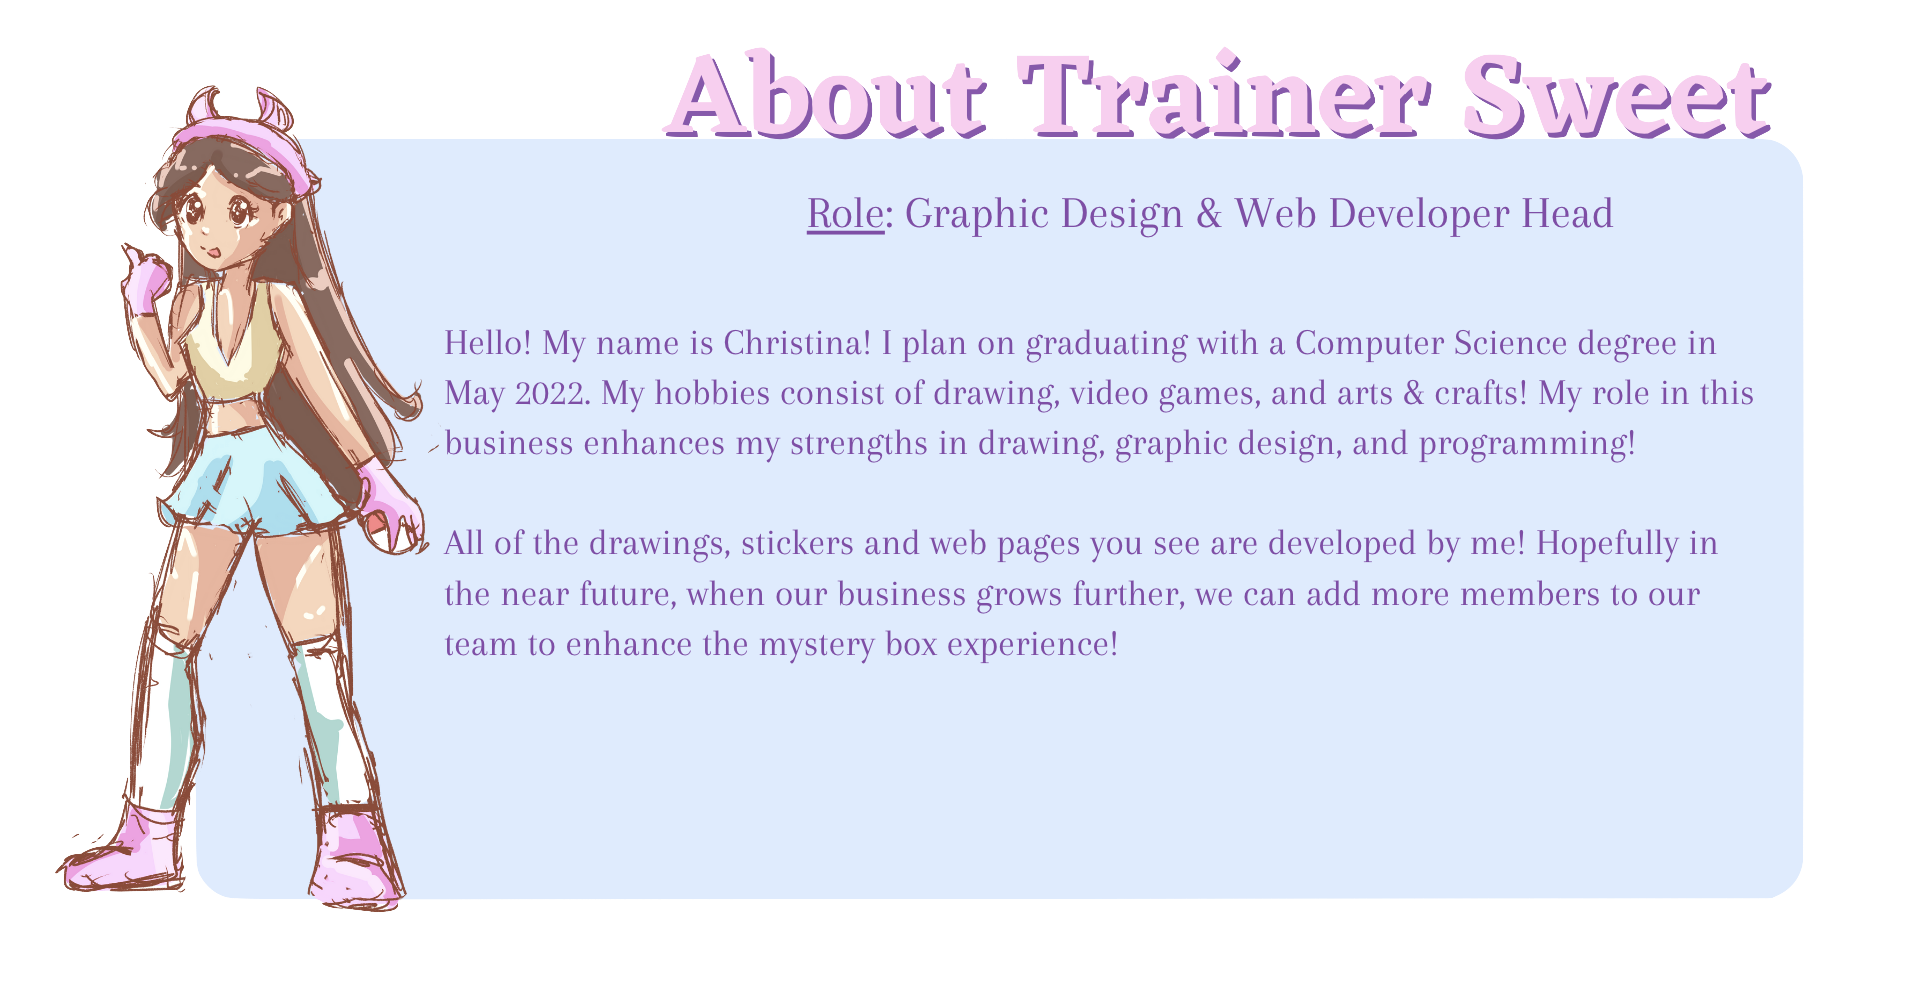 About Trainer Sweet
Role: Graphic Design & Web Developer Head
Hello! My name is Christina! I plan on graduating with a Computer Science degree in
May 2022. My hobbies consist of drawing, video games, and arts & crafts! My role in this
business enhances my strengths in drawing, graphic design, and programming!
All of the drawings, stickers and web pages you see are developed by me! Hopefully in
the near future, when our business grows further, we can add more members to our
team to enhance the mystery box experience!